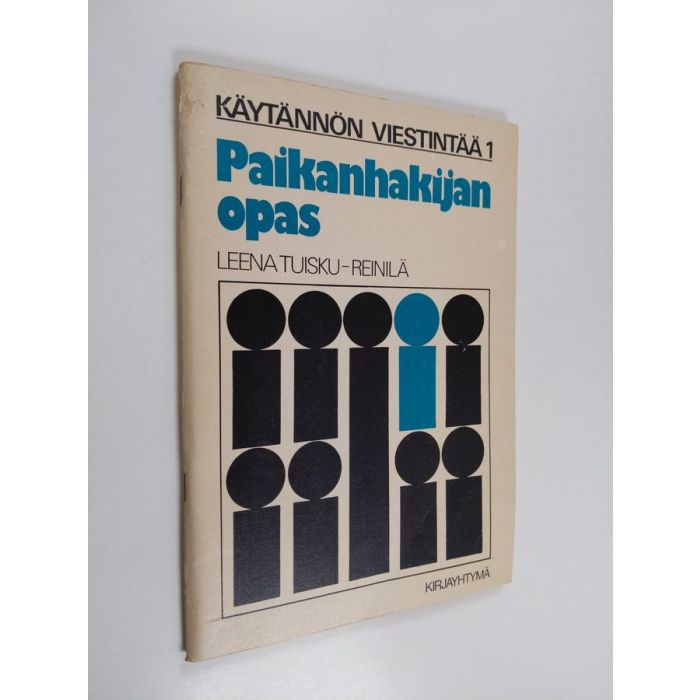 KÄYTÄNNÖN VIESTINTÄÄ 1
Paikanhakijan
opas
LEENA TUISKU-REINILÄ
KIRJAYHTYMÄ